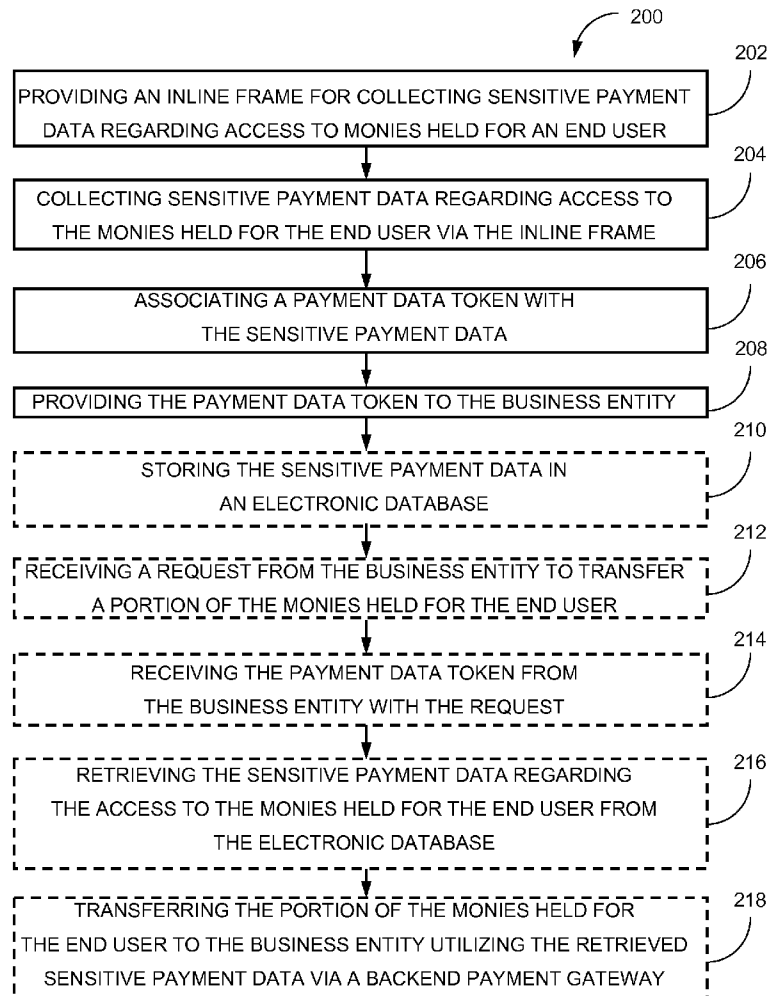 200
202
PROVIDING AN INLINE FRAME FOR COLLECTING SENSITIVE PAYMENT
DATA REGARDING ACCESS TO MONIES HELD FOR AN END USER
204
COLLECTING SENSITIVE PAYMENT DATA REGARDING ACCESS TO
THE MONIES HELD FOR THE END USER VIA THE INLINE FRAME
206
ASSOCIATING A PAYMENT DATA TOKEN WITH
THE SENSITIVE PAYMENT DATA
208
PROVIDING THE PAYMENT DATA TOKEN TO THE BUSINESS ENTITY
210
STORING THE SENSITIVE PAYMENT DATA IN
AN ELECTRONIC DATABASE
212
RECEIVING A REQUEST FROM THE BUSINESS ENTITY TO TRANSFER
A PORTION OF THE MONIES HELD FOR THE END USER
214
RECEIVING THE PAYMENT DATA TOKEN FROM
THE BUSINESS ENTITY WITH THE REQUEST
216
RETRIEVING THE SENSITIVE PAYMENT DATA REGARDING
THE ACCESS TO THE MONIES HELD FOR THE END USER FROM
THE ELECTRONIC DATABASE
218
TRANSFERRING THE PORTION OF THE MONIES HELD FOR
THE END USER TO THE BUSINESS ENTITY UTILIZING THE RETRIEVED
SENSITIVE PAYMENT DATA VIA A BACKEND PAYMENT GATEWAY